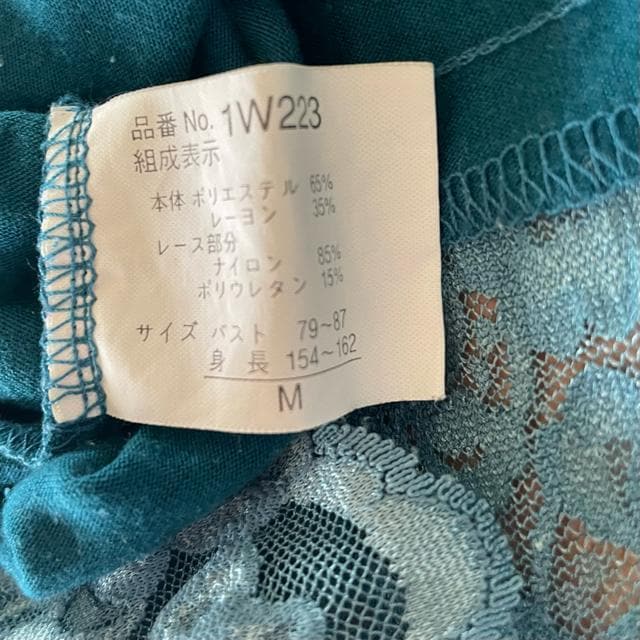 品番 No. 1W223
組成表示
本体 ポリエステル 65%
レーヨン 35%
レース部分
ナイロン 85%
ポリウレタン 15%
サイズ バスト 79~87
身長 154~162
M